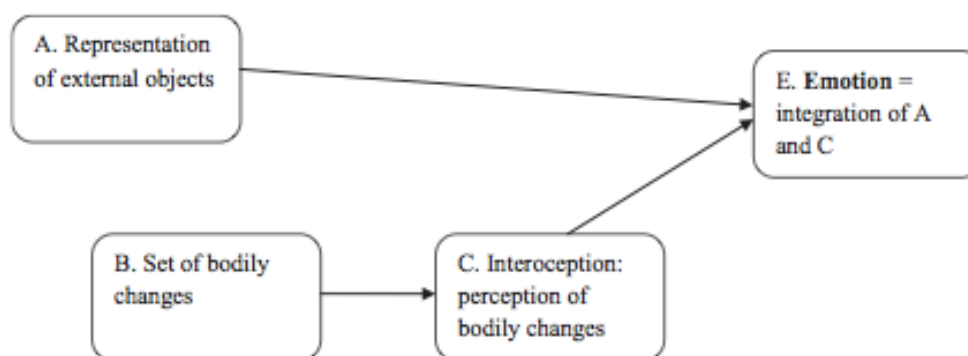 A. Representation
of external objects
E. Emotion =
integration of A
and C
B. Set of bodily
changes
C. Interoception:
perception of
bodily changes